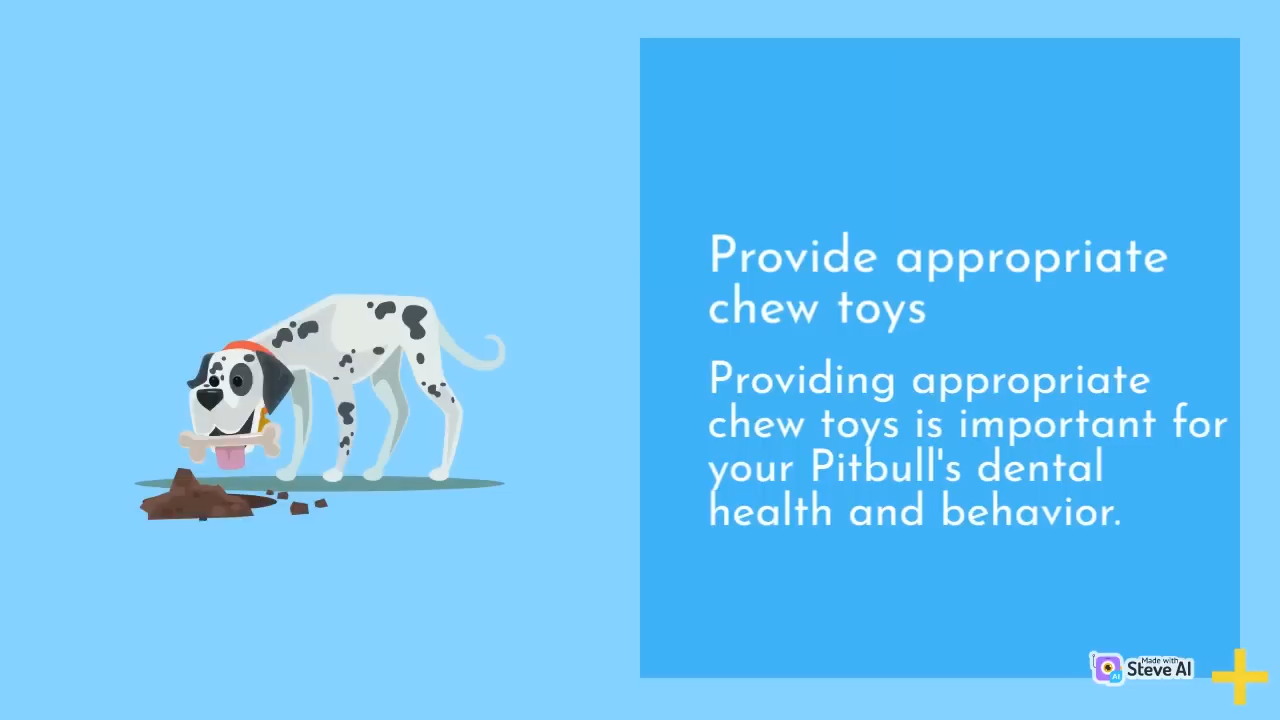 Provide appropriate
chew toys
Providing appropriate
chew toys is important for
your Pitbull's dental
health and behavior.
Made with
Steve AI
AI